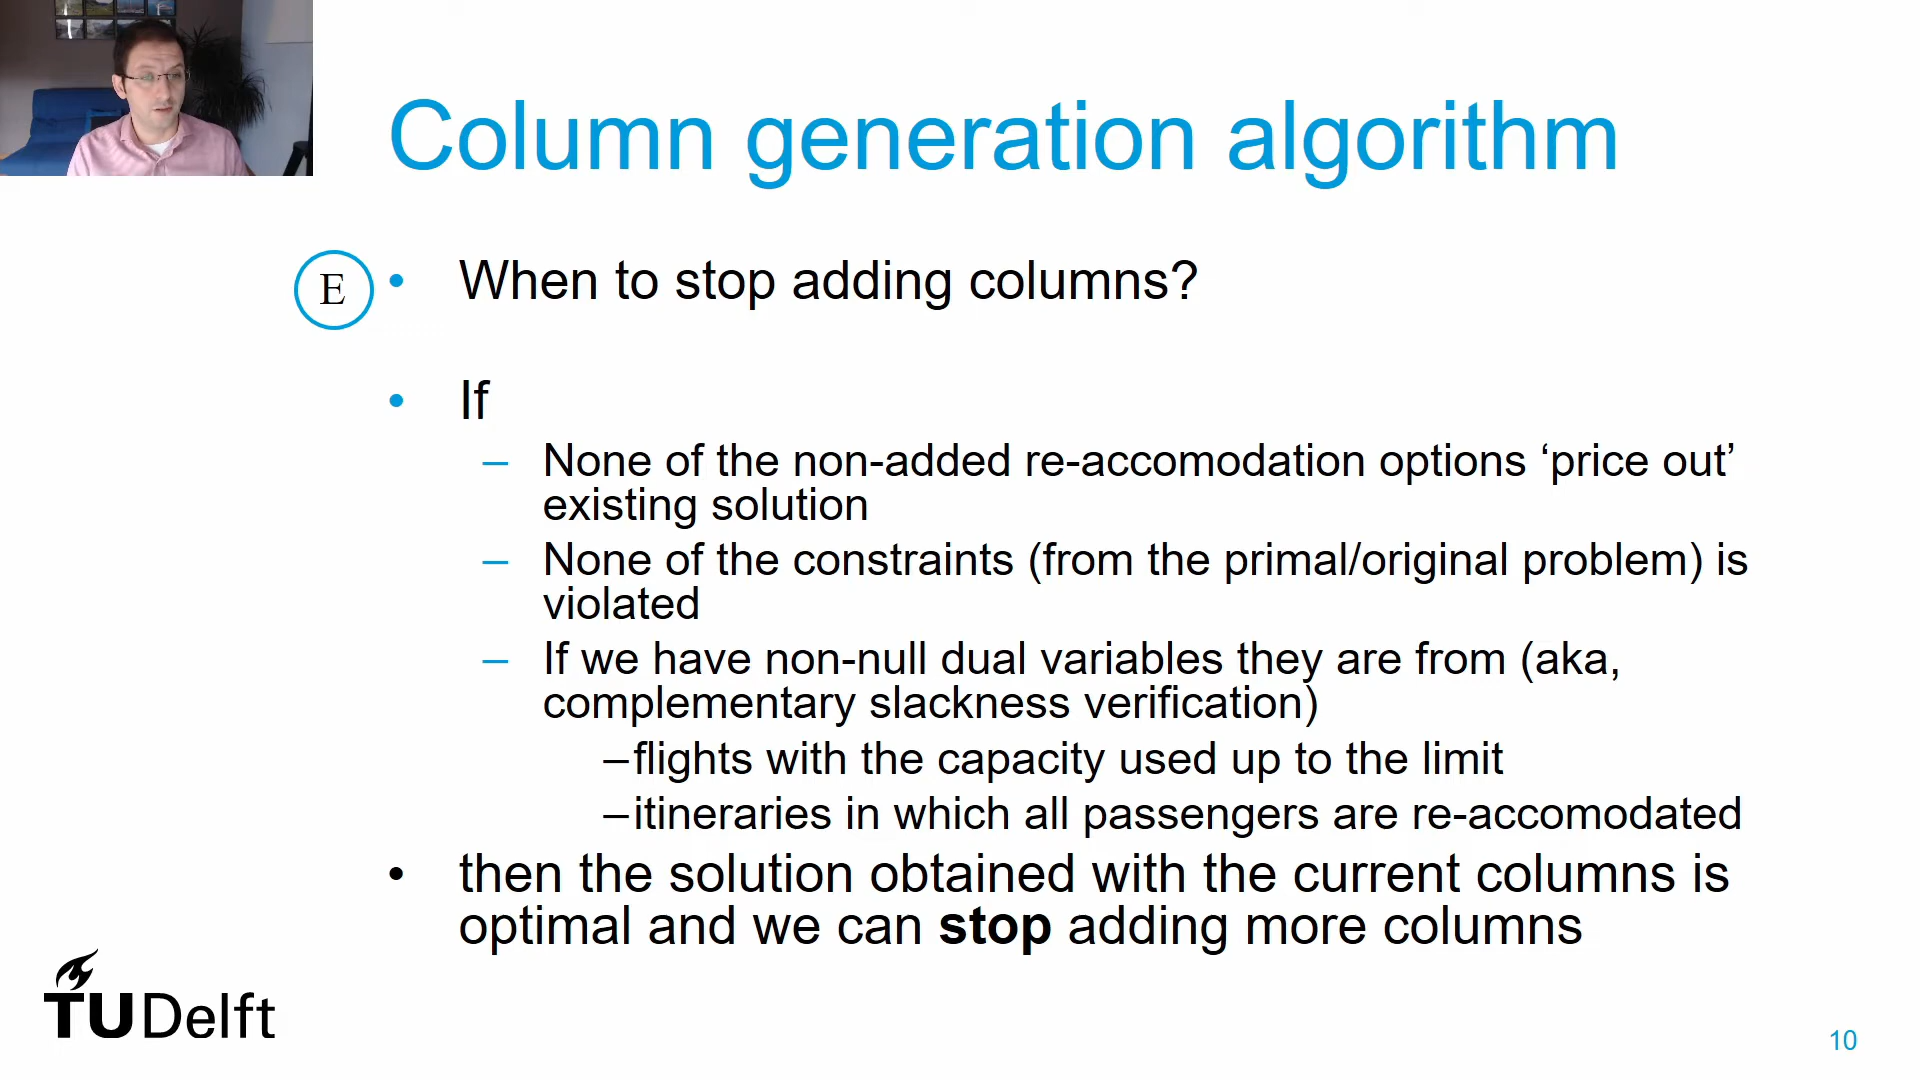 Column generation algorithm
E
• When to stop adding columns?
• If
– None of the non-added re-accomodation options ‘price out’
existing solution
– None of the constraints (from the primal/original problem) is
violated
– If we have non-null dual variables they are from (aka,
complementary slackness verification)
–flights with the capacity used up to the limit
–itineraries in which all passengers are re-accomodated
• then the solution obtained with the current columns is
optimal and we can stop adding more columns
TUDelft
10